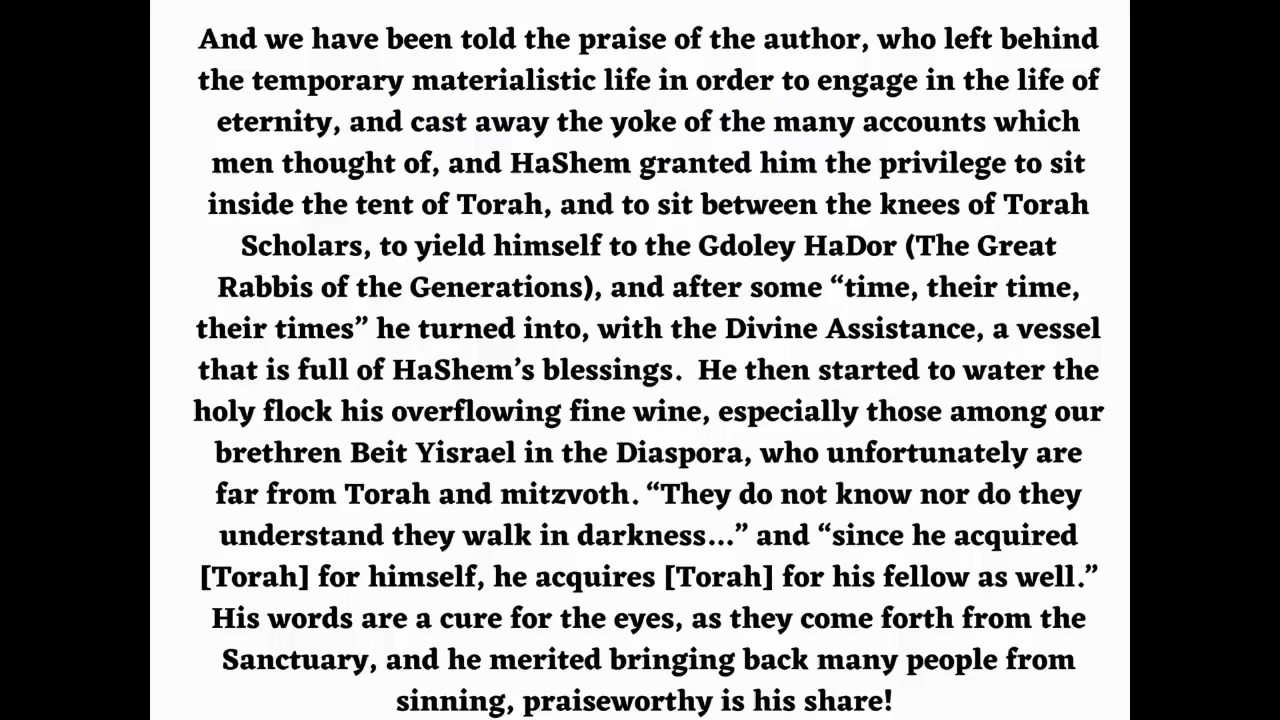 And we have been told the praise of the author, who left behind
the temporary materialistic life in order to engage in the life of
eternity, and cast away the yoke of the many accounts which
men thought of, and HaShem granted him the privilege to sit
inside the tent of Torah, and to sit between the knees of Torah
Scholars, to yield himself to the Gdoley HaDor (The Great
Rabbis of the Generations), and after some “time, their time,
their times” he turned into, with the Divine Assistance, a vessel
that is full of HaShem’s blessings.  He then started to water the
holy flock his overflowing fine wine, especially those among our
brethren Beit Yisrael in the Diaspora, who unfortunately are
far from Torah and mitzvoth. “They do not know nor do they
understand they walk in darkness...” and “since he acquired
[Torah] for himself, he acquires [Torah] for his fellow as well.”
His words are a cure for the eyes, as they come forth from the
Sanctuary, and he merited bringing back many people from
sinning, praiseworthy is his share!